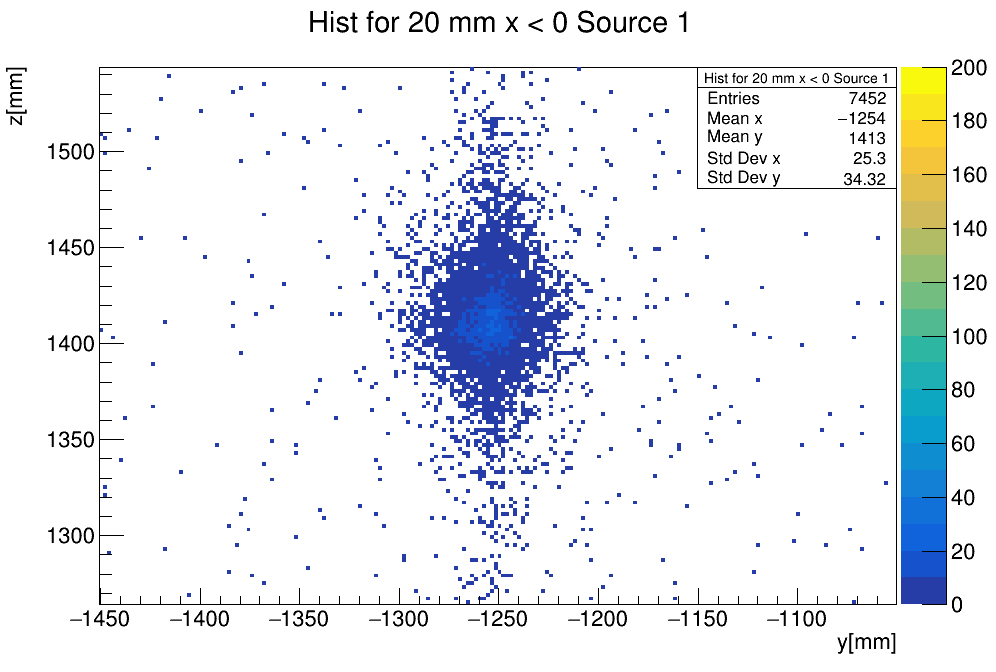 Hist for 20 mm x < 0 Source 1
z[mm]
Hist for 20 mm x < 0 Source 1
Entries 7452
Mean x −1254
Mean y 1413
Std Dev x 25.3
Std Dev y 34.32
1500
1450
1400
1350
1300
−1450 −1400 −1350 −1300 −1250 −1200 −1150 −1100
y[mm]
200
180
160
140
120
100
80
60
40
20
0